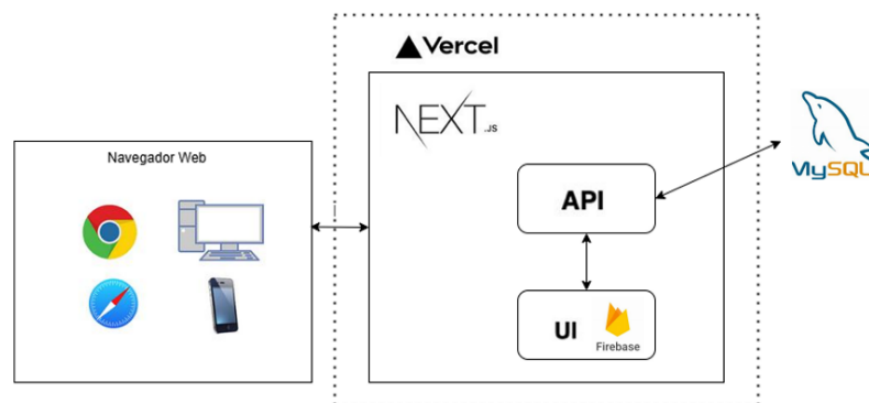 Vercel
NEXT.JS
Navegador Web
API
MySQL
UI
Firebase